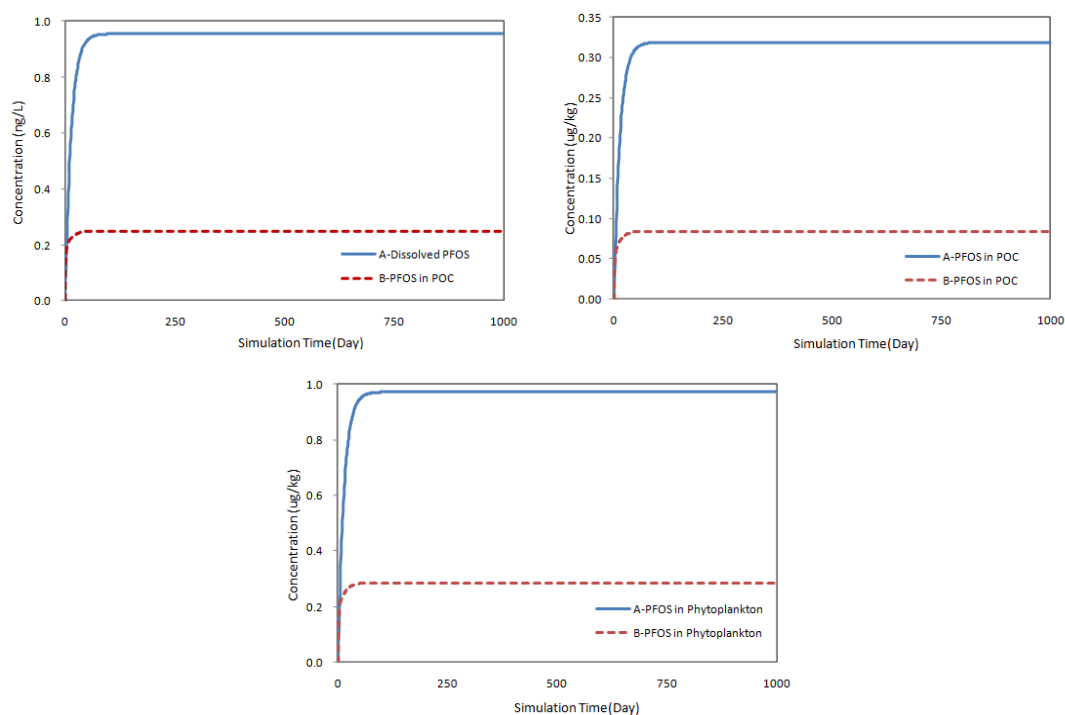 Concentration (ng/L)
1.0
0.8
0.6
0.4
0.2
0.0
A-Dissolved PFOS
B-PFOS in POC
0 250 500 750 1000
Simulation Time(Day)
Concentration (ug/kg)
0.35
0.30
0.25
0.20
0.15
0.10
0.05
0.00
A-PFOS in POC
B-PFOS in POC
0 250 500 750 1000
Simulation Time(Day)
Concentration (ug/kg)
1.0
0.8
0.6
0.4
0.2
0.0
A-PFOS in Phytoplankton
B-PFOS in Phytoplankton
0 250 500 750 1000
Simulation Time(Day)